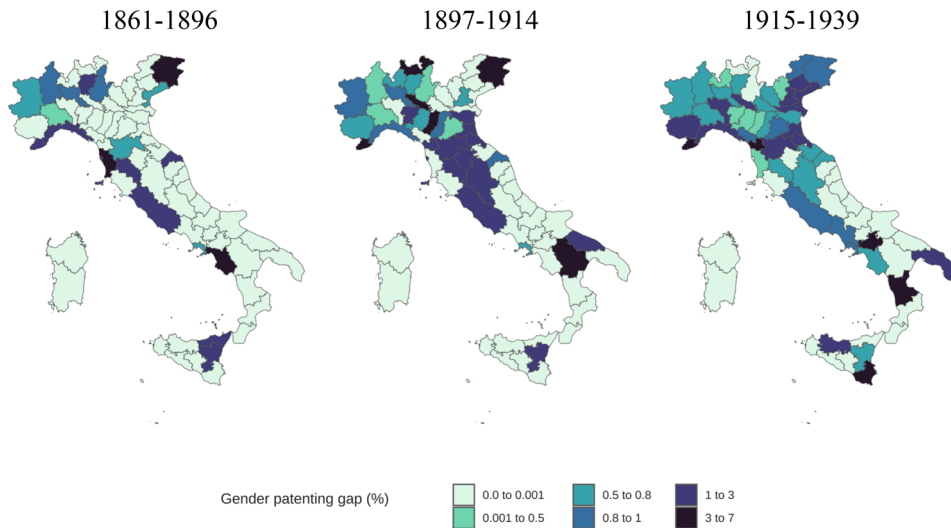 1861-1896 1897-1914 1915-1939
Gender patenting gap (%)
0.0 to 0.001 0.5 to 0.8 1 to 3
0.001 to 0.5 0.8 to 1 3 to 7